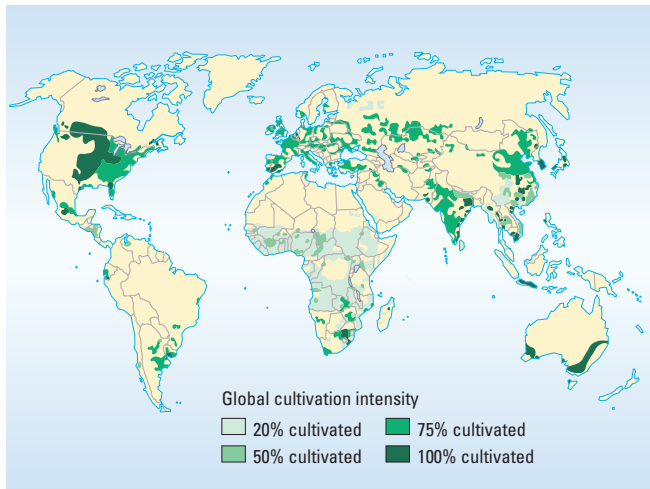 Global cultivation intensity
20% cultivated
75% cultivated
50% cultivated
100% cultivated